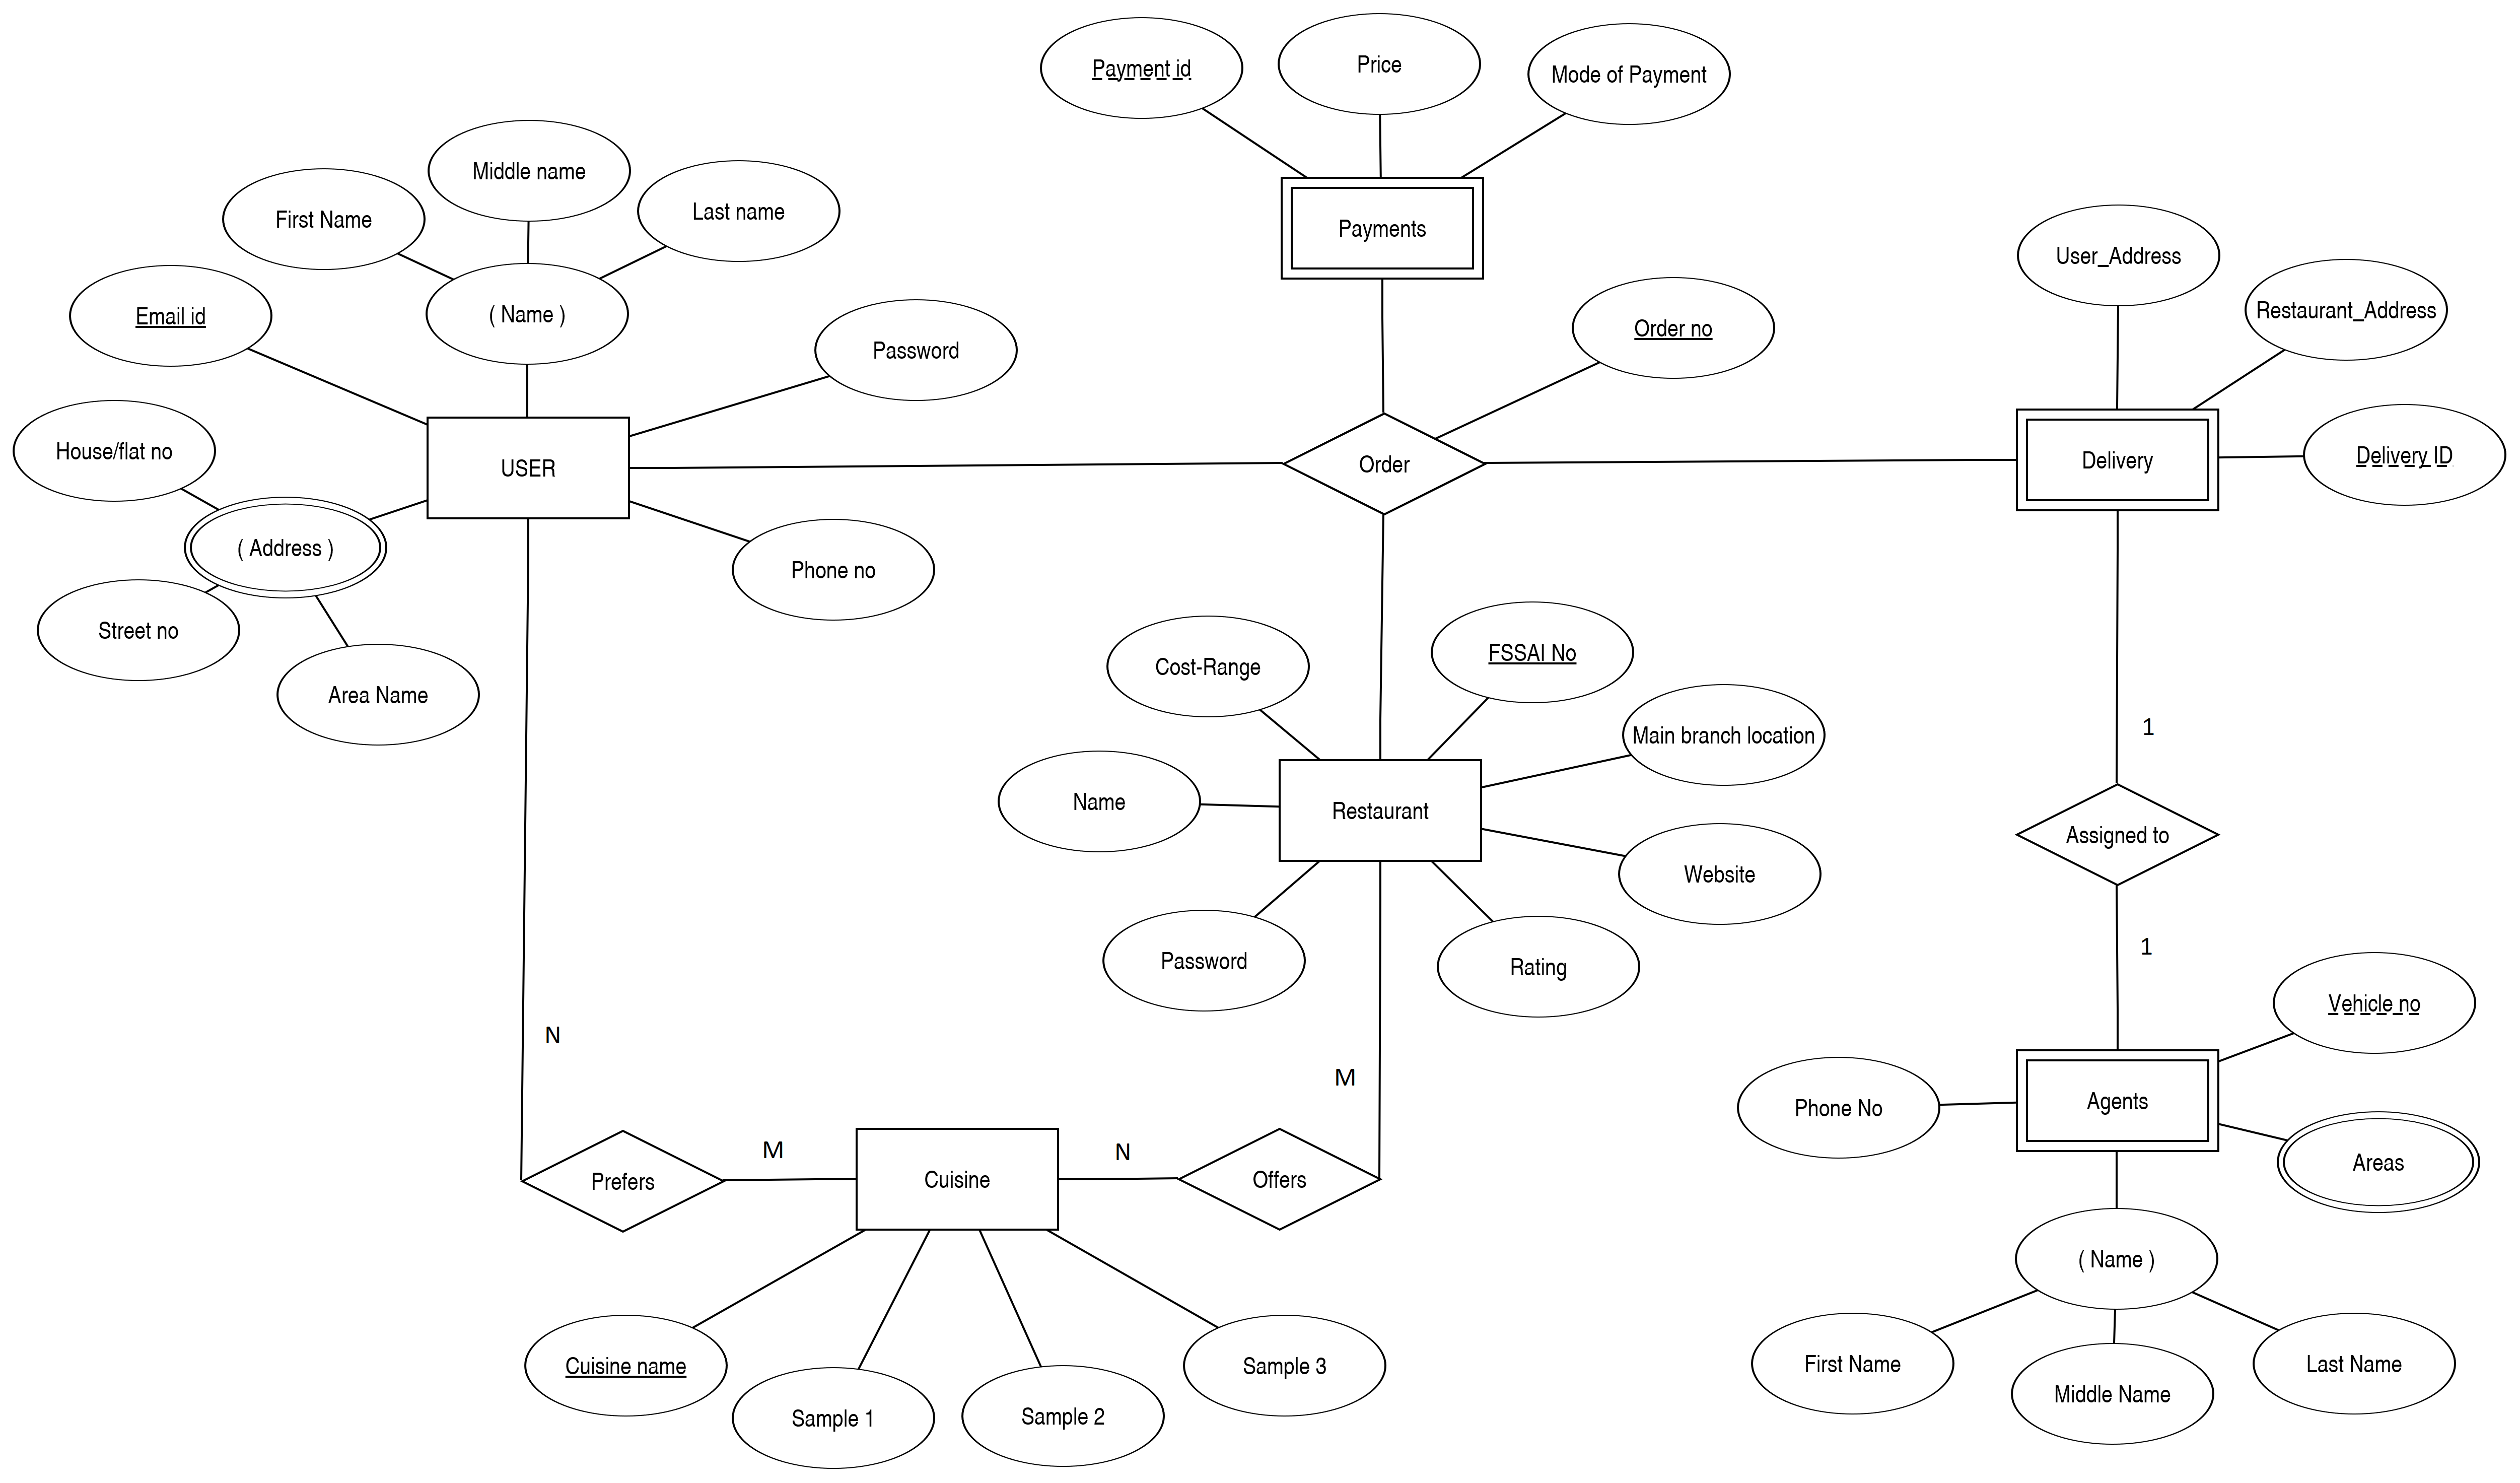 Payment id
Price
Mode of Payment
Payments
Middle name
First Name
Last name
Email id
( Name )
Password
House/flat no
USER
( Address )
Street no
Area Name
Phone no
Order no
Order
User_Address
Restaurant_Address
Delivery
Delivery ID
Cost-Range
FSSAI No
Main branch location
Name
Restaurant
Website
Password
Rating
1
Assigned to
1
N
M
Prefers
M
Cuisine
N
Offers
Vehicle no
Phone No
Agents
Areas
( Name )
First Name
Middle Name
Last Name
Cuisine name
Sample 1
Sample 2
Sample 3